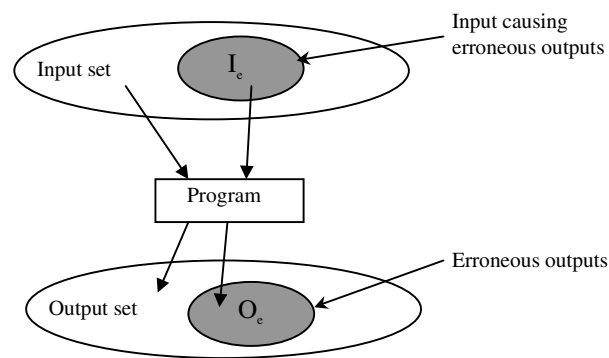 Input causing
erroneous outputs
Input set
Ie
Program
Erroneous outputs
Output set
Oe